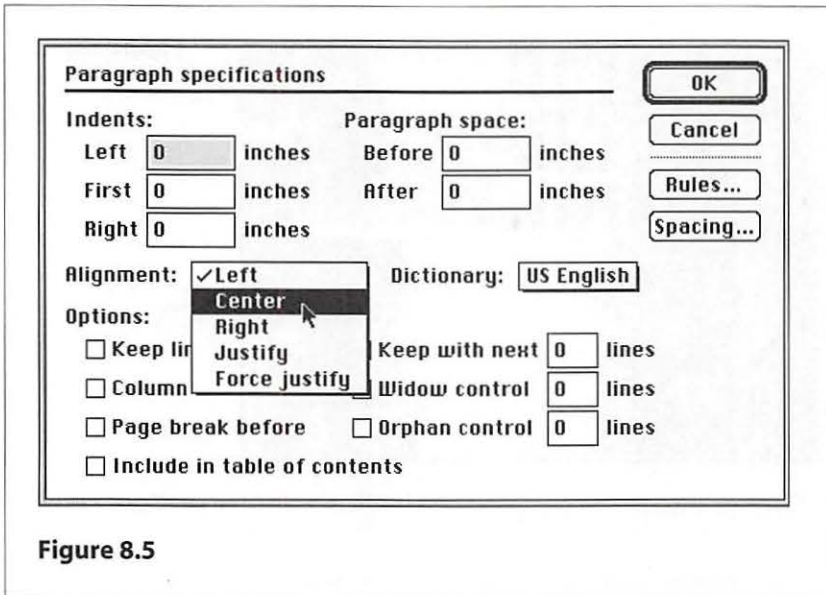 Paragraph specifications
OK
Indents:
Paragraph space:
Cancel
Left 0 inches
Before 0 inches
First 0 inches
After 0 inches
Rules...
Right 0 inches
Spacing...
Alignment: ✓Left
Dictionary: US English
Center
Options:
Right
Keep
Justify
Keep with next 0 lines
Force justify
Column
Widow control 0 lines
Page break before
Orphan control 0 lines
Include in table of contents
Figure 8.5